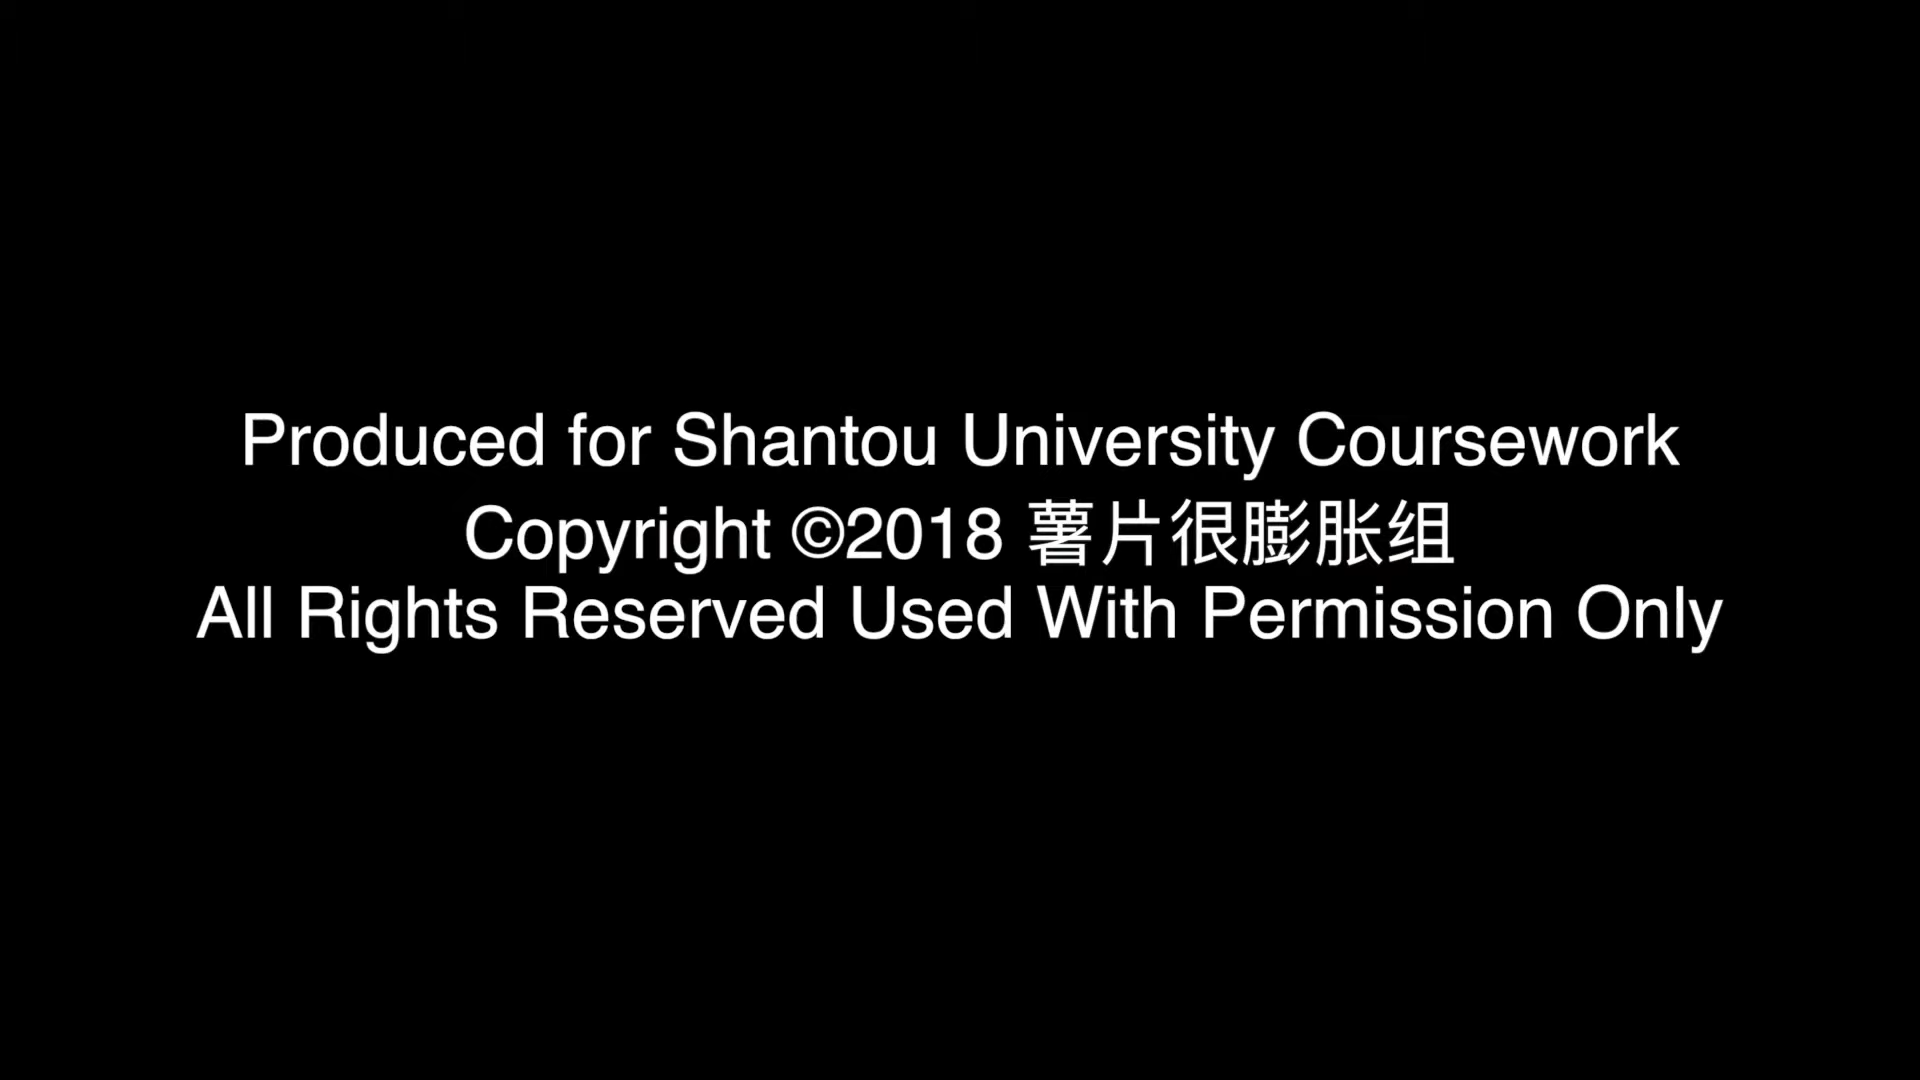 Produced for Shantou University Coursework
Copyright ©2018 薯片很膨胀组
All Rights Reserved Used With Permission Only